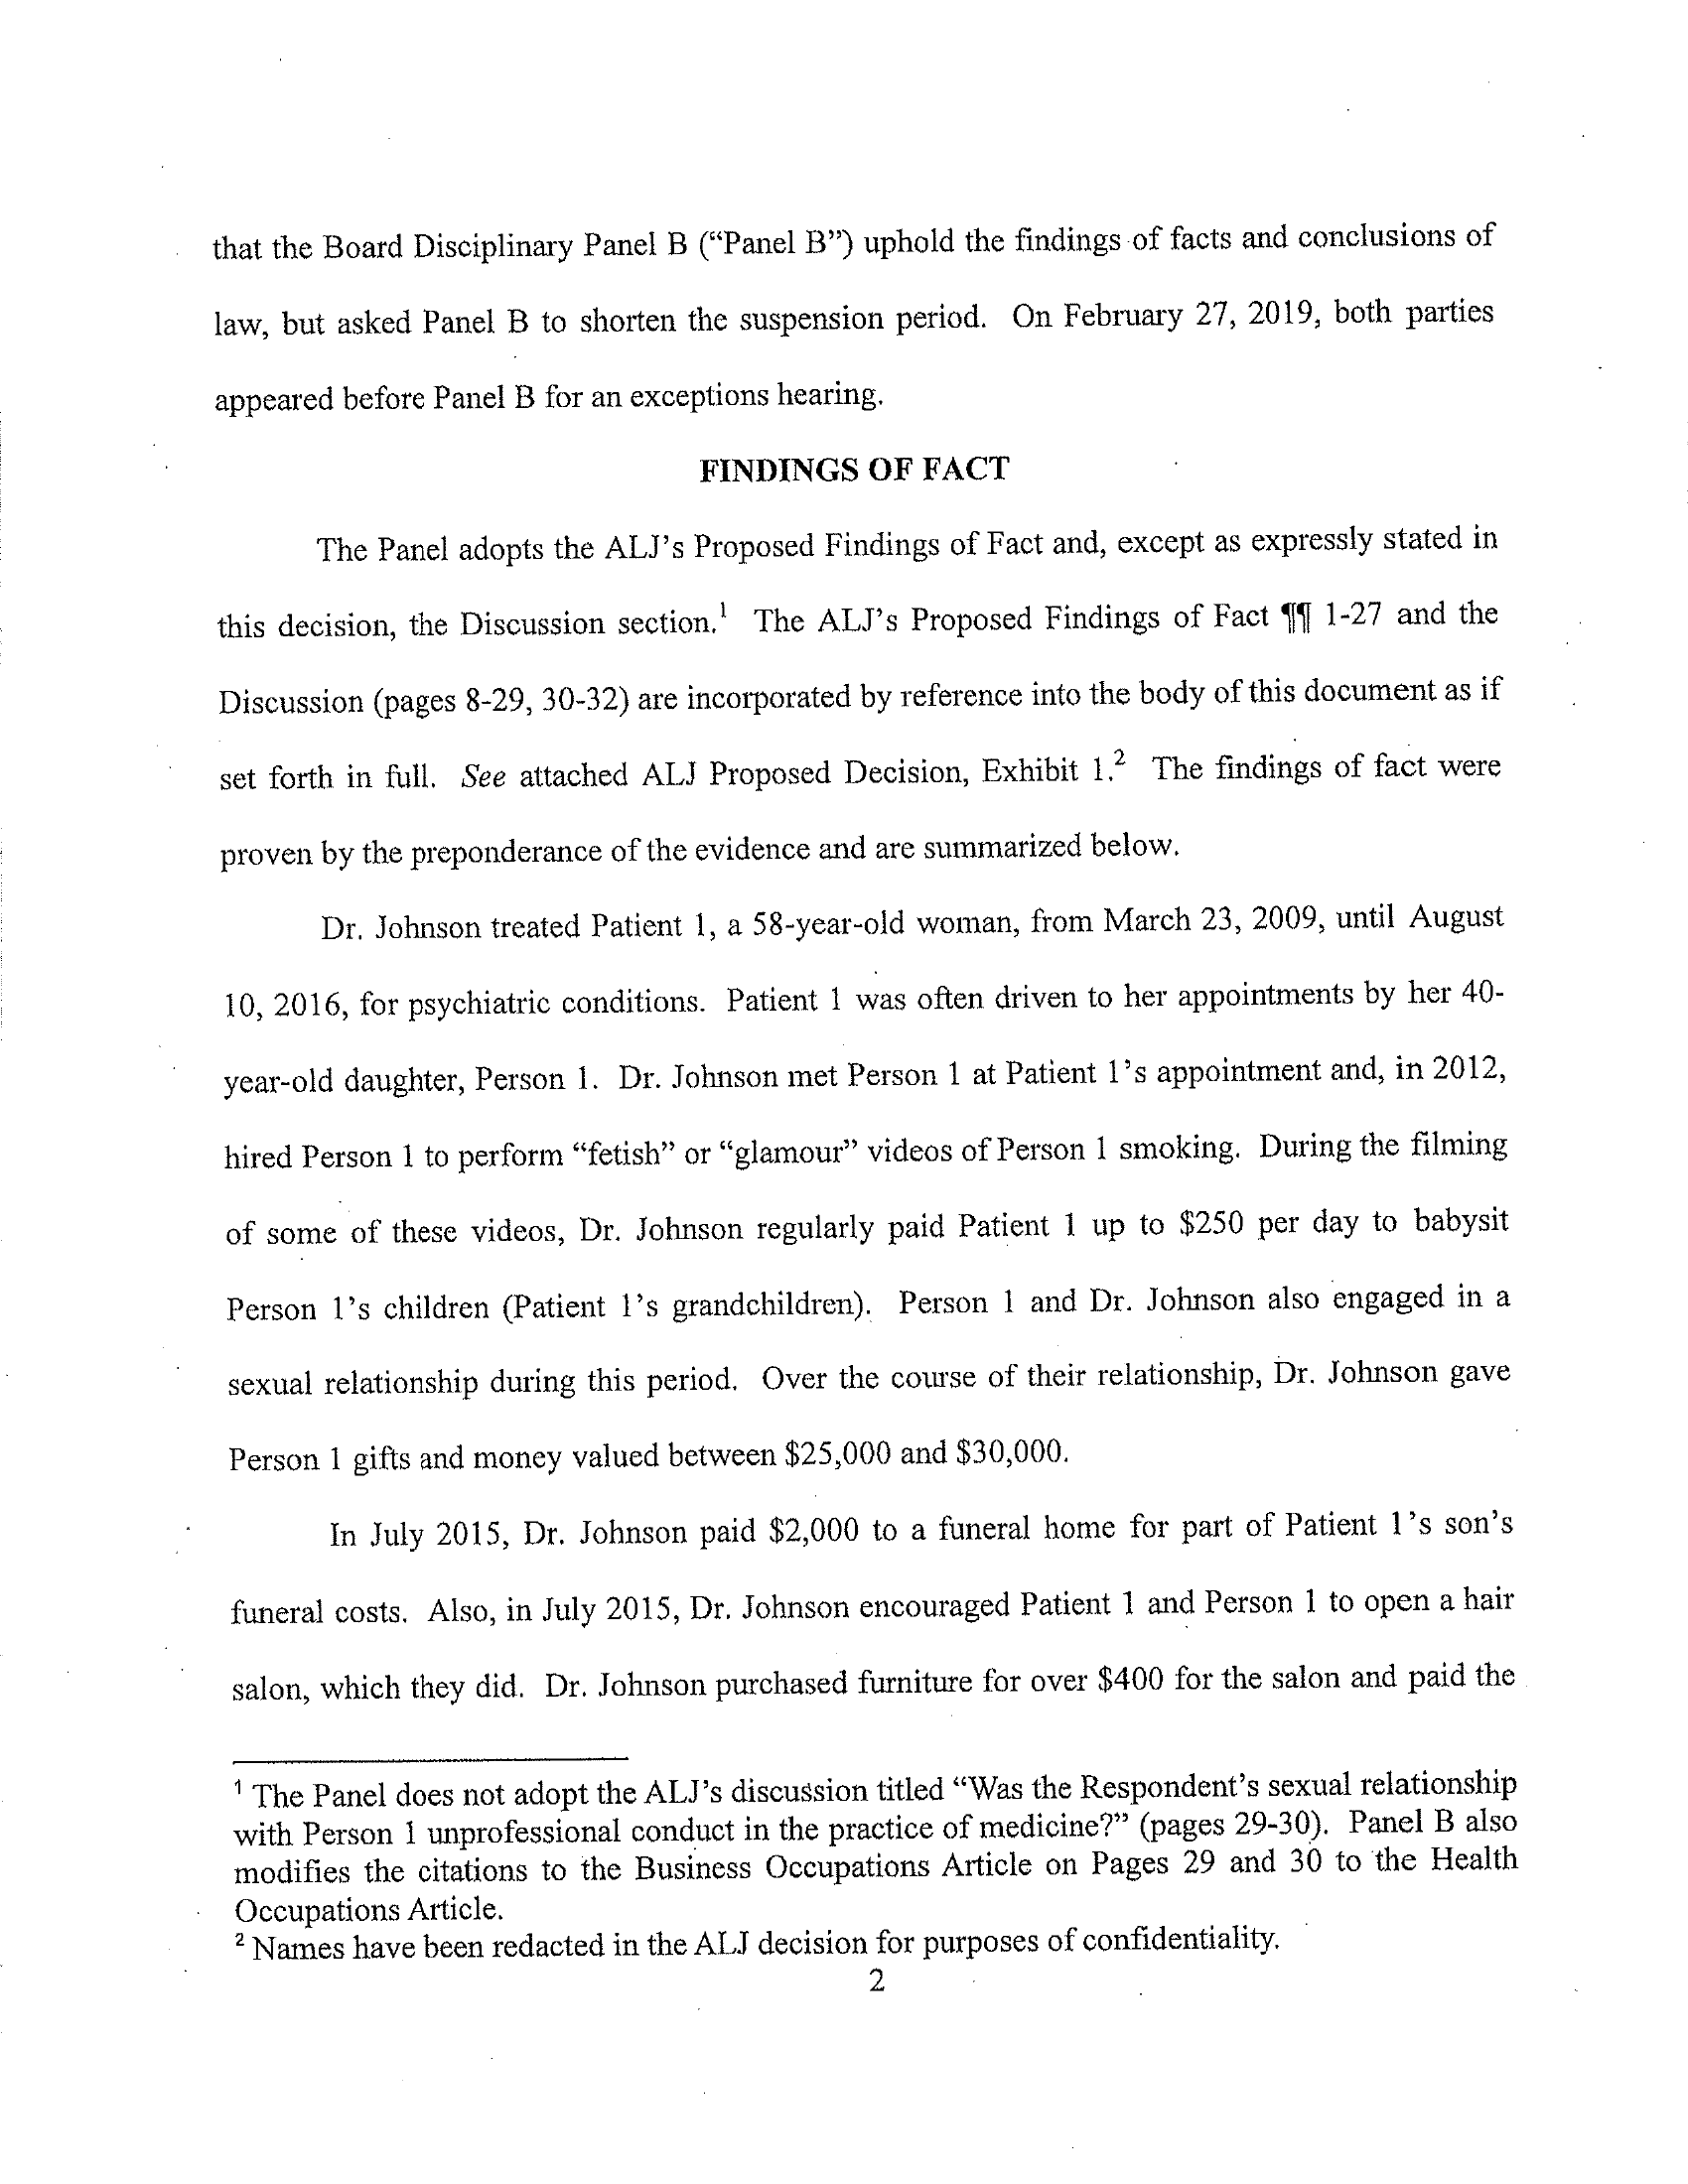 that the Board Disciplinary Panel B (“Panel B”) uphold the findings of facts and conclusions of
law, but asked Panel B to shorten the suspension period. On February 27, 2019, both parties
appeared before Panel B for an exceptions hearing.
FINDINGS OF FACT
The Panel adopts the ALJ’s Proposed Findings of Fact and, except as expressly stated in
this decision, the Discussion section.¹ The ALJ’s Proposed Findings of Fact ¶¶ 1-27 and the
Discussion (pages 8-29, 30-32) are incorporated by reference into the body of this document as if
set forth in full. See attached ALJ Proposed Decision, Exhibit 1.² The findings of fact were
proven by the preponderance of the evidence and are summarized below.
Dr. Johnson treated Patient 1, a 58-year-old woman, from March 23, 2009, until August
10, 2016, for psychiatric conditions. Patient 1 was often driven to her appointments by her 40-
year-old daughter, Person 1. Dr. Johnson met Person 1 at Patient 1’s appointment and, in 2012,
hired Person 1 to perform “fetish” or “glamour” videos of Person 1 smoking. During the filming
of some of these videos, Dr. Johnson regularly paid Patient 1 up to $250 per day to babysit
Person 1’s children (Patient 1’s grandchildren). Person 1 and Dr. Johnson also engaged in a
sexual relationship during this period. Over the course of their relationship, Dr. Johnson gave
Person 1 gifts and money valued between $25,000 and $30,000.
In July 2015, Dr. Johnson paid $2,000 to a funeral home for part of Patient 1’s son’s
funeral costs. Also, in July 2015, Dr. Johnson encouraged Patient 1 and Person 1 to open a hair
salon, which they did. Dr. Johnson purchased furniture for over $400 for the salon and paid the
¹ The Panel does not adopt the ALJ’s discussion titled “Was the Respondent’s sexual relationship
with Person 1 unprofessional conduct in the practice of medicine?” (pages 29-30). Panel B also
modifies the citations to the Business Occupations Article on Pages 29 and 30 to the Health
Occupations Article.
² Names have been redacted in the ALJ decision for purposes of confidentiality.
2